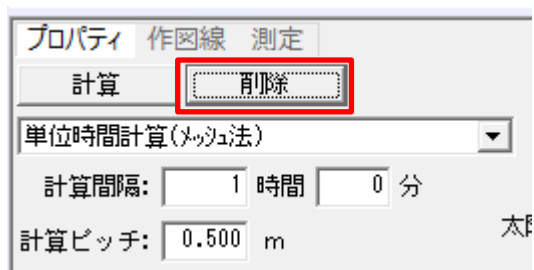 プロパティ 作図線 測定
計算 削除
単位時間計算(ﾒｯｼｭ法)
計算間隔: 1 時間 0 分
計算ピッチ: 0.500 m
太